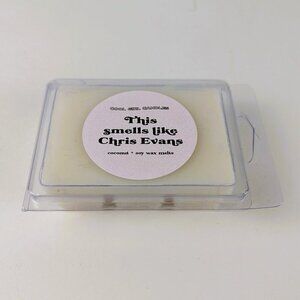 COOL GIRL CANDLES
This
smells like
Chris Evans
coconut + soy wax melts